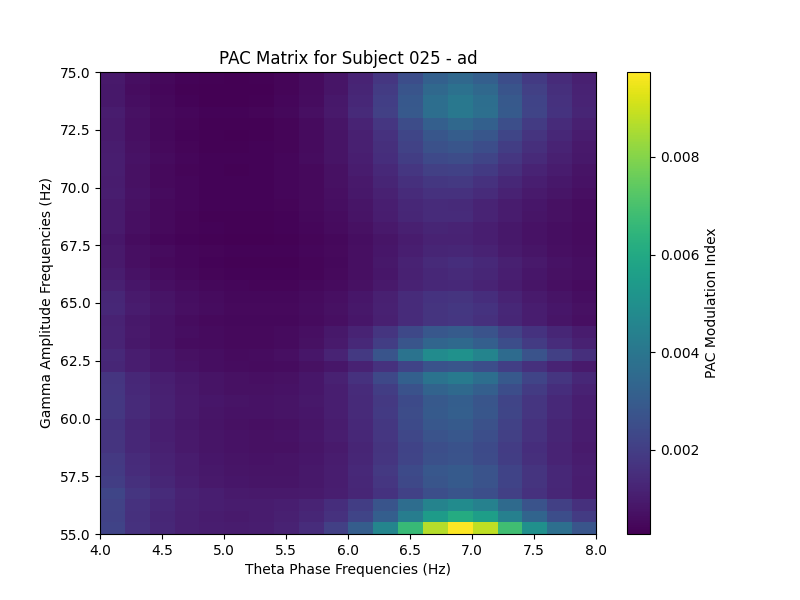 PAC Matrix for Subject 025 - ad
75.0
72.5
70.0
67.5
65.0
62.5
60.0
57.5
55.0
Gamma Amplitude Frequencies (Hz)
4.0 4.5 5.0 5.5 6.0 6.5 7.0 7.5 8.0
Theta Phase Frequencies (Hz)
0.008
0.006
0.004
0.002
PAC Modulation Index